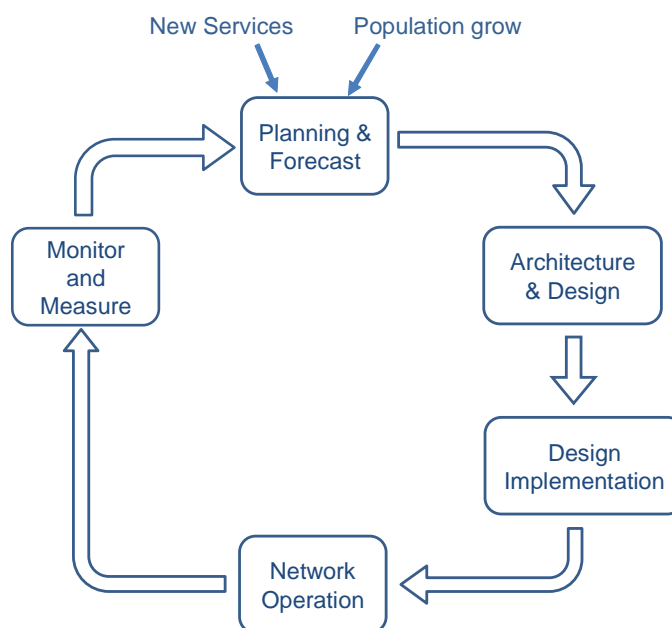 New Services
Population grow
Planning &
Forecast
Architecture
& Design
Design
Implementation
Network
Operation
Monitor
and
Measure